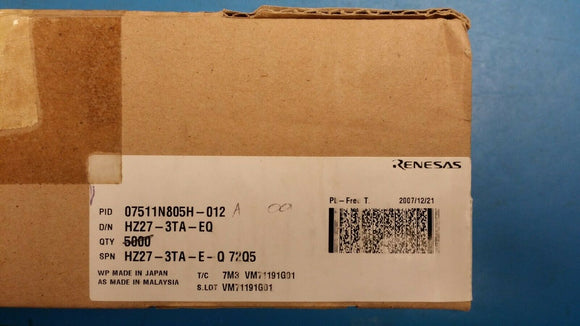 RENESAS
Pb-Free T. 2007/12/21
PID 07511N805H-012 A
D/N HZ27-3TA-EQ
QTY 5000
SPN HZ27-3TA-E-Q 72Q5
WP MADE IN JAPAN T/C 7M3 VM71191G01
AS MADE IN MALAYSIA S.LOT VM71191G01